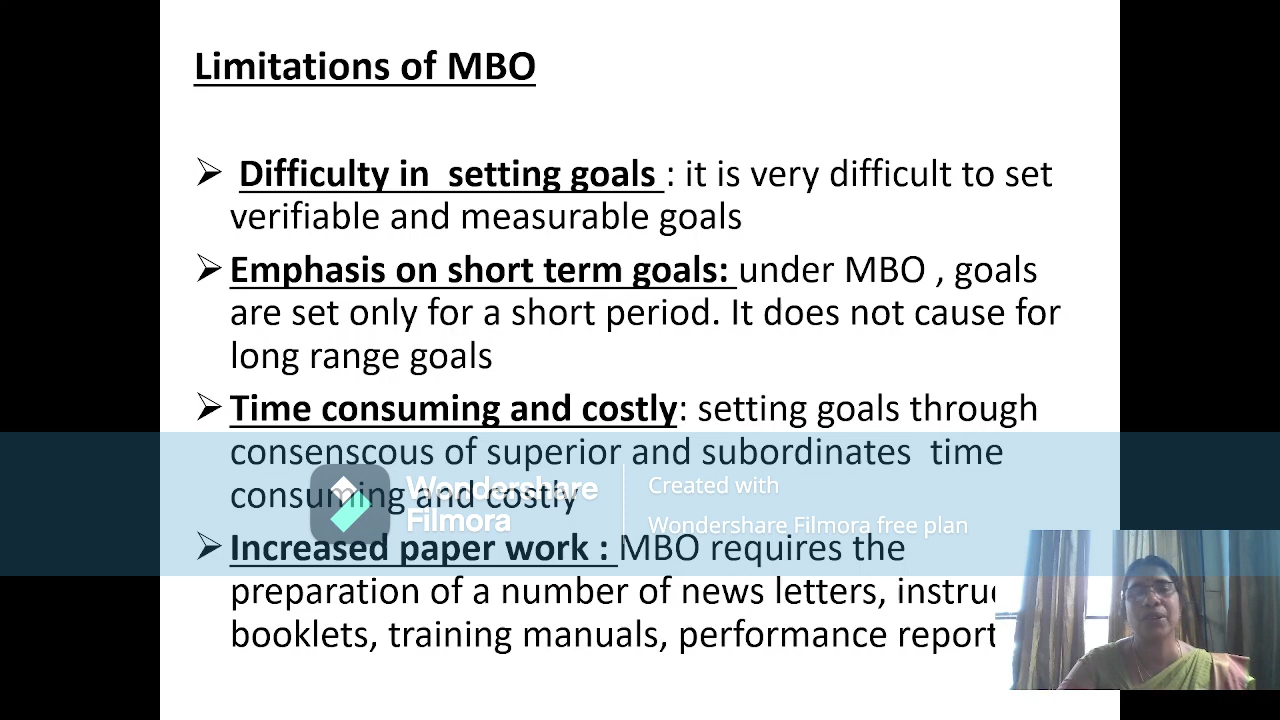 Limitations of MBO
➢ Difficulty in setting goals : it is very difficult to set
verifiable and measurable goals
➢ Emphasis on short term goals: under MBO , goals
are set only for a short period. It does not cause for
long range goals
➢ Time consuming and costly: setting goals through
consenscous of superior and subordinates time
consuming and costly
➢ Increased paper work : MBO requires the
preparation of a number of news letters,
booklets, training manuals, performance
Wondershare
Filmora
Created with
Wondershare Filmora free plan